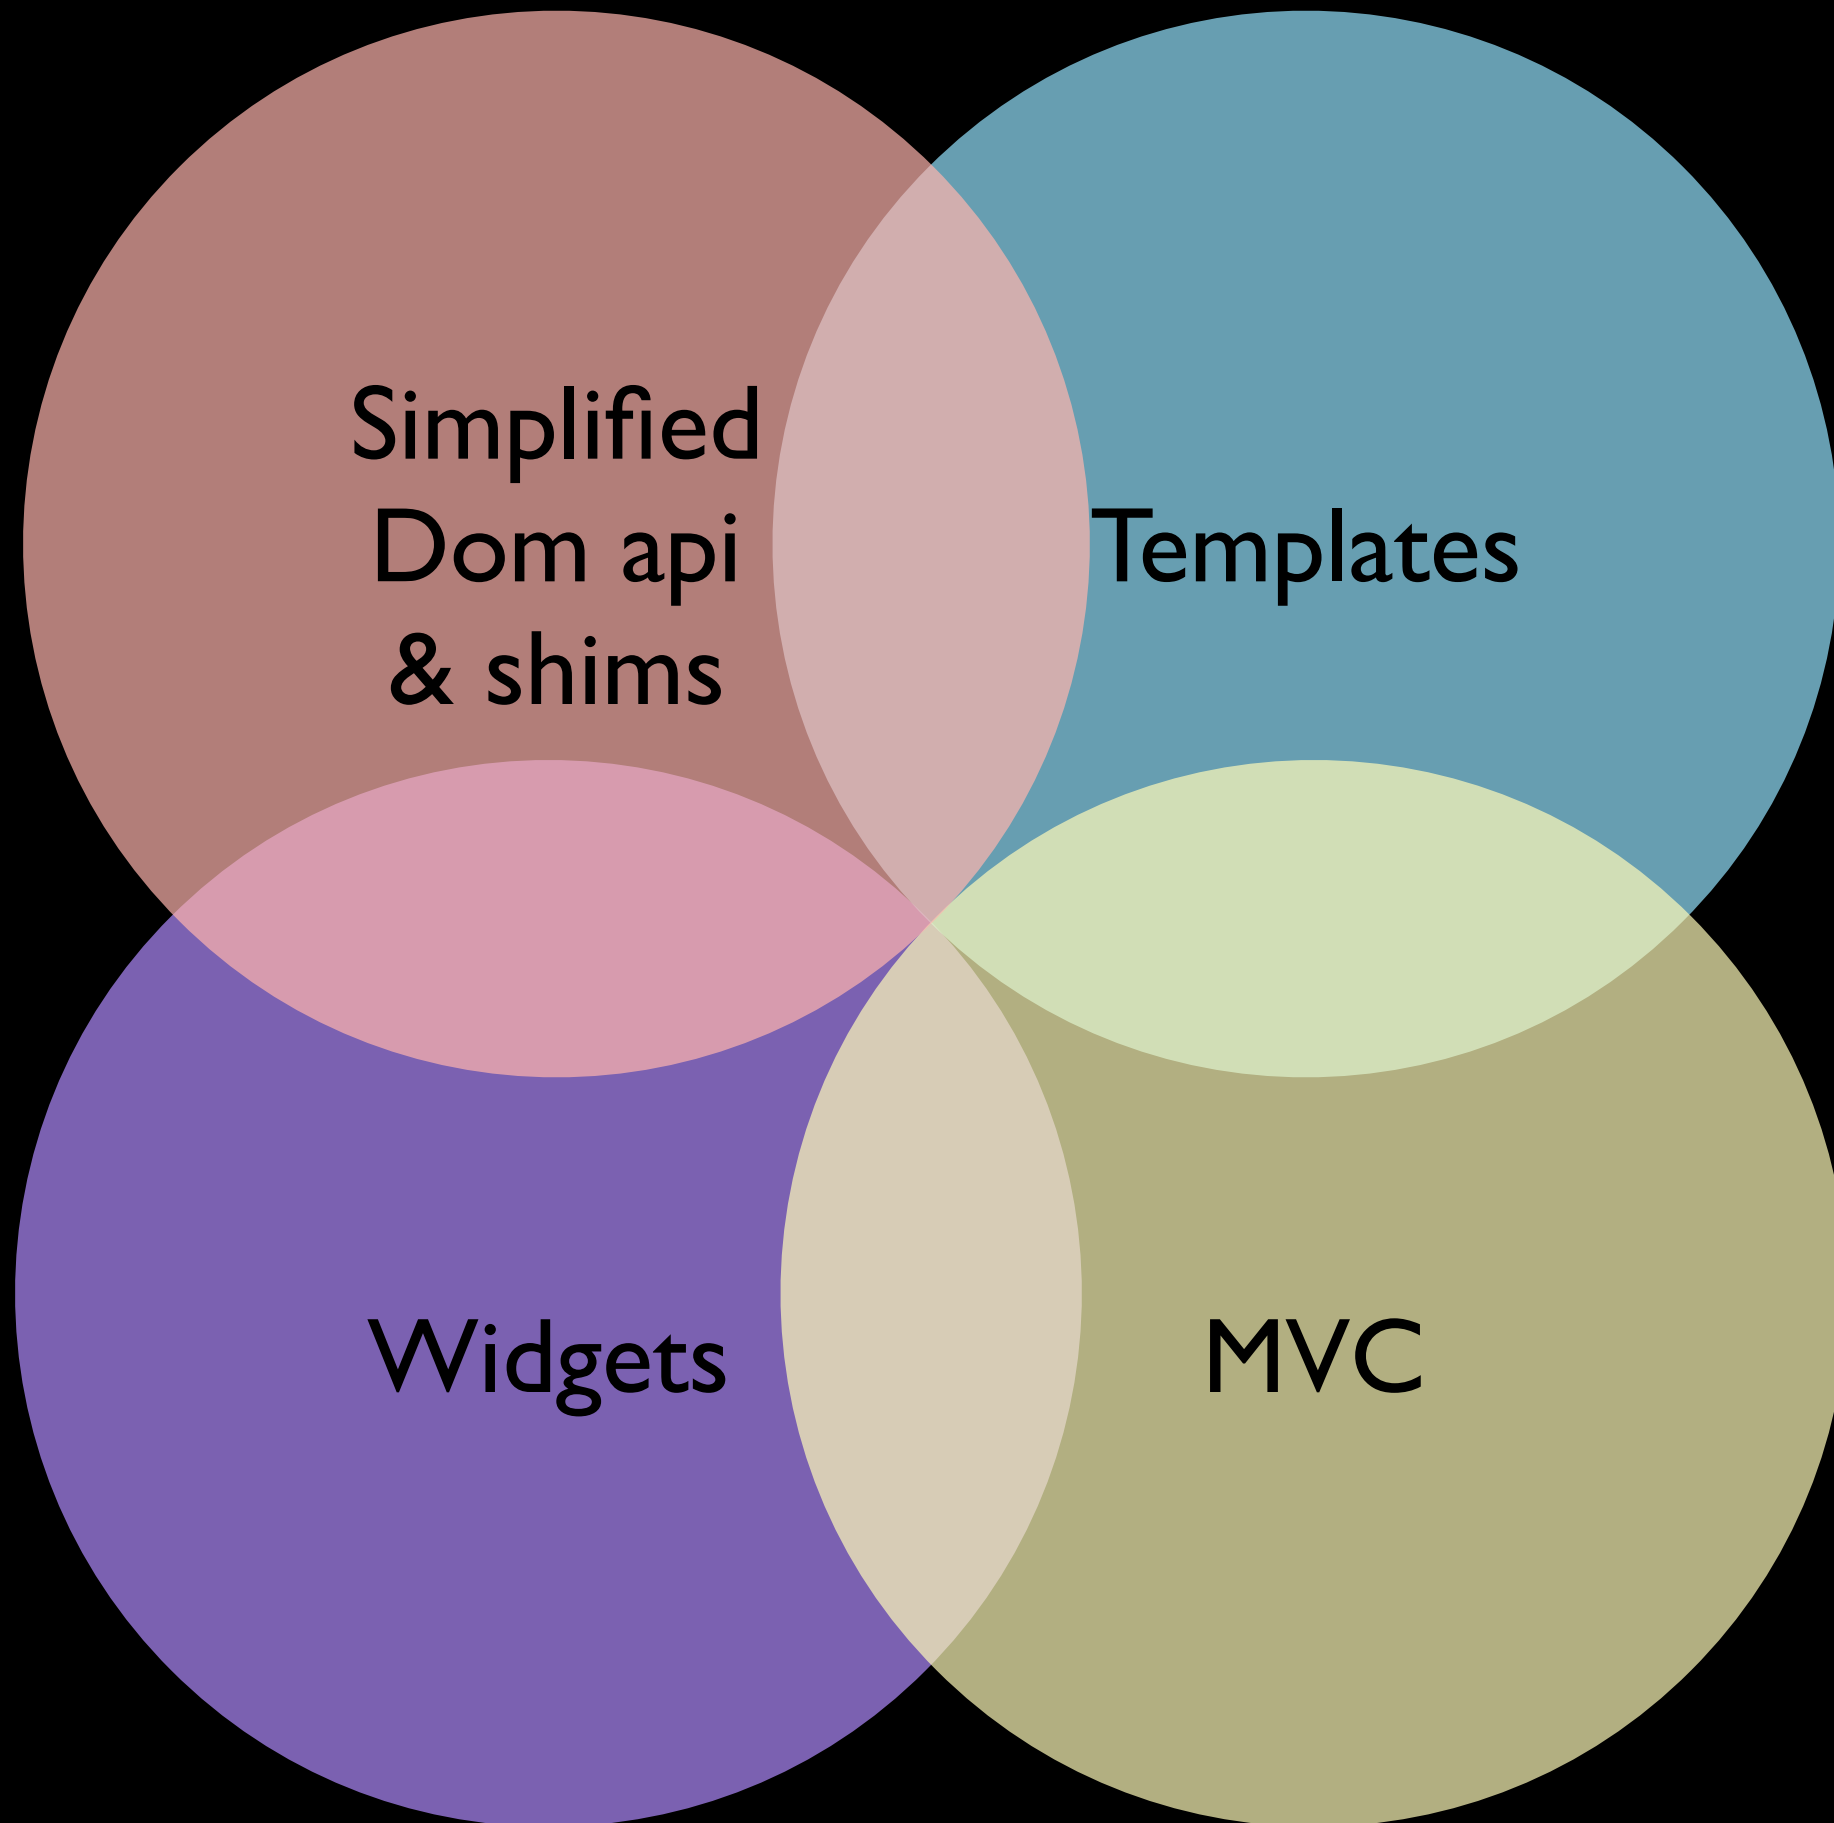 Simplified
Dom api
& shims
Templates
Widgets
MVC